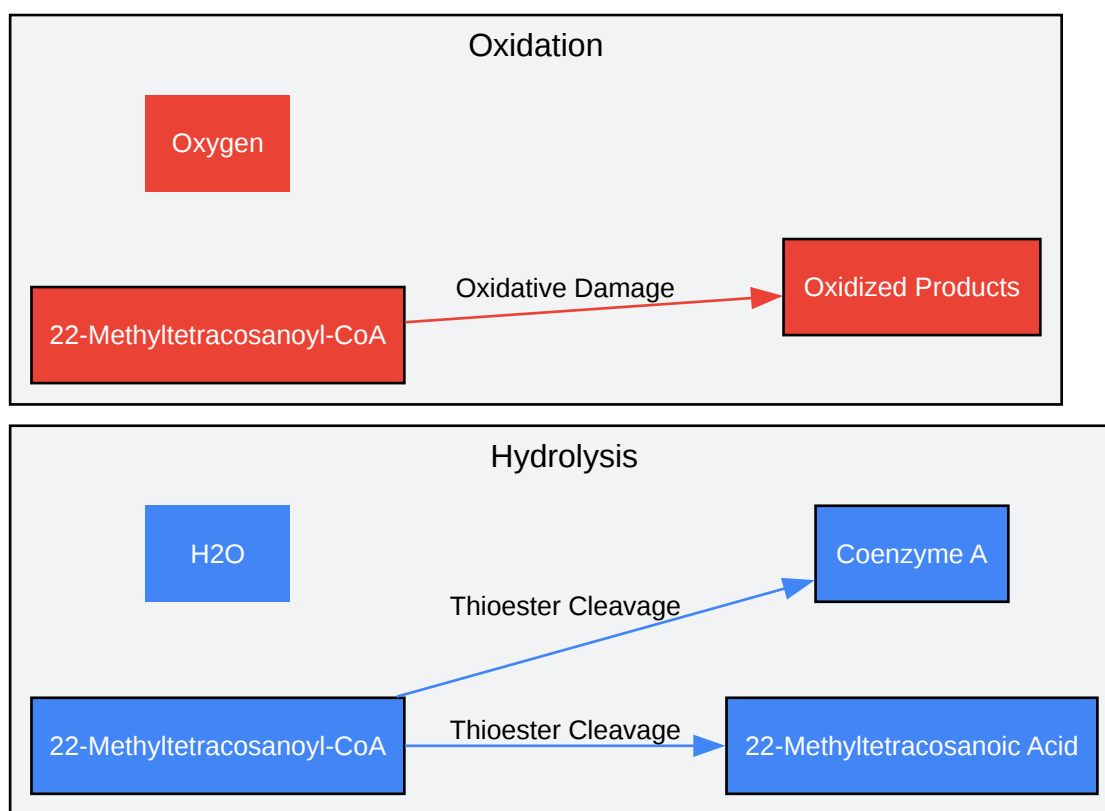 Oxidation
Oxygen
Oxidative Damage
Oxidized Products
22-Methyltetracosanoyl-CoA
Hydrolysis
H2O
Coenzyme A
Thioester Cleavage
22-Methyltetracosanoyl-CoA
Thioester Cleavage
22-Methyltetracosanoic Acid